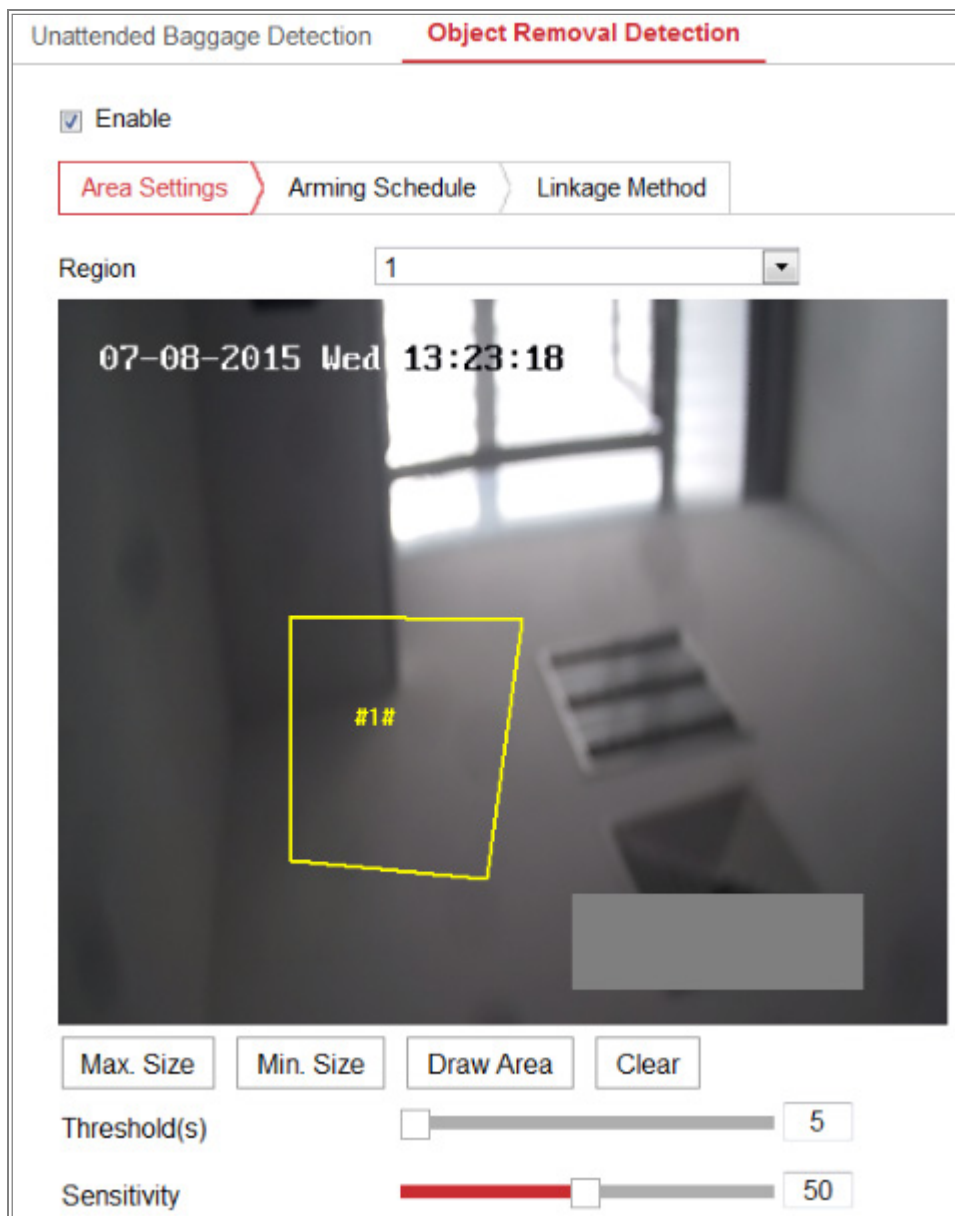 Unattended Baggage Detection Object Removal Detection
Enable
Area Settings Arming Schedule Linkage Method
Region 1
07-08-2015 Wed 13:23:18
#1#
Max. Size Min. Size Draw Area Clear
Threshold(s) 5
Sensitivity 50